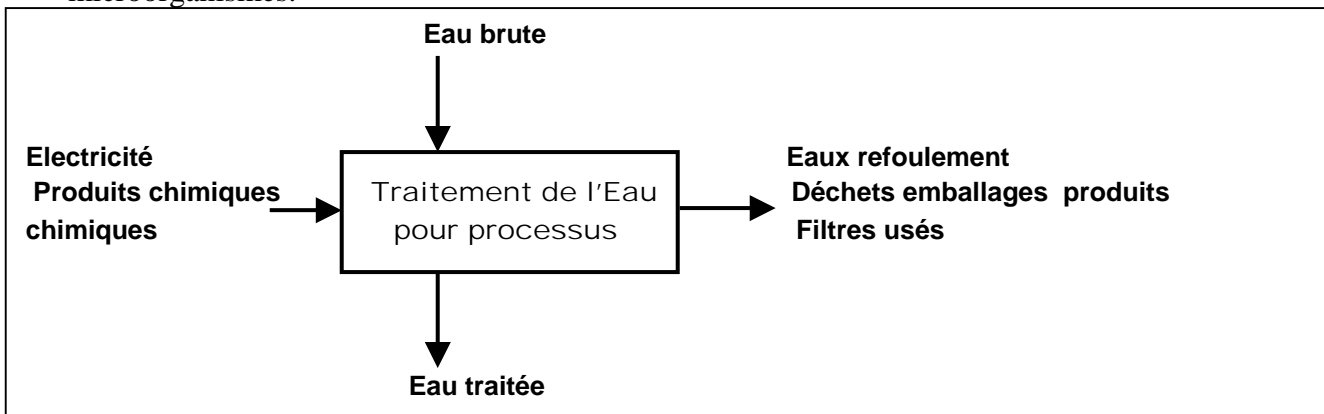 microorganismes.
Eau brute
Electricité
Produits chimiques
chimiques
Traitement de l'Eau
pour processus
Eaux refoulement
Déchets emballages produits
Filtres usés
Eau traitée